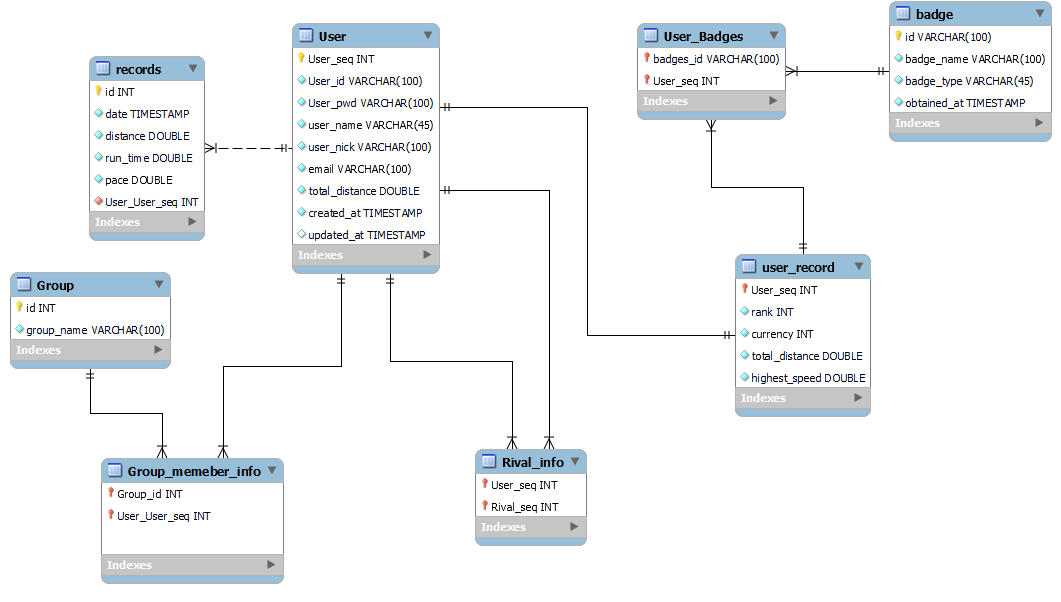 User
User_seq INT
User_id VARCHAR(100)
User_pwd VARCHAR(100)
user_name VARCHAR(45)
user_nick VARCHAR(100)
email VARCHAR(100)
total_distance DOUBLE
created_at TIMESTAMP
updated_at TIMESTAMP
Indexes
User_Badges
badges_id VARCHAR(100)
User_seq INT
Indexes
badge
id VARCHAR(100)
badge_name VARCHAR(100)
badge_type VARCHAR(45)
obtained_at TIMESTAMP
Indexes
records
id INT
date TIMESTAMP
distance DOUBLE
run_time DOUBLE
pace DOUBLE
User_User_seq INT
Indexes
Group
id INT
group_name VARCHAR(100)
Indexes
user_record
User_seq INT
rank INT
currency INT
total_distance DOUBLE
highest_speed DOUBLE
Indexes
Group_memeber_info
Group_id INT
User_User_seq INT
Indexes
Rival_info
User_seq INT
Rival_seq INT
Indexes